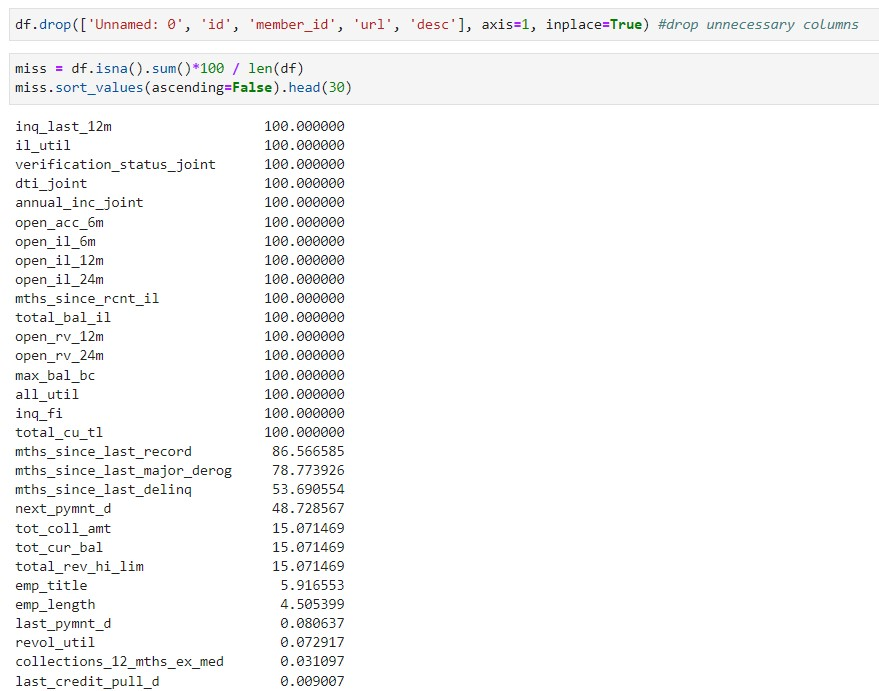 df.drop(['Unnamed: 0', 'id', 'member_id', 'url', 'desc'], axis=1, inplace=True) #drop unnecessary columns
miss = df.isna().sum()*100 / len(df)
miss.sort_values(ascending=False).head(30)
inq_last_12m 100.000000
il_util 100.000000
verification_status_joint 100.000000
dti_joint 100.000000
annual_inc_joint 100.000000
open_acc_6m 100.000000
open_il_6m 100.000000
open_il_12m 100.000000
open_il_24m 100.000000
mths_since_rcnt_il 100.000000
total_bal_il 100.000000
open_rv_12m 100.000000
open_rv_24m 100.000000
max_bal_bc 100.000000
all_util 100.000000
inq_fi 100.000000
total_cu_tl 100.000000
mths_since_last_record 86.566585
mths_since_last_major_derog 78.773926
mths_since_last_delinq 53.690554
next_pymnt_d 48.728567
tot_coll_amt 15.071469
tot_cur_bal 15.071469
total_rev_hi_lim 15.071469
emp_title 5.916553
emp_length 4.505399
last_pymnt_d 0.080637
revol_util 0.072917
collections_12_mths_ex_med 0.031097
last_credit_pull_d 0.009007